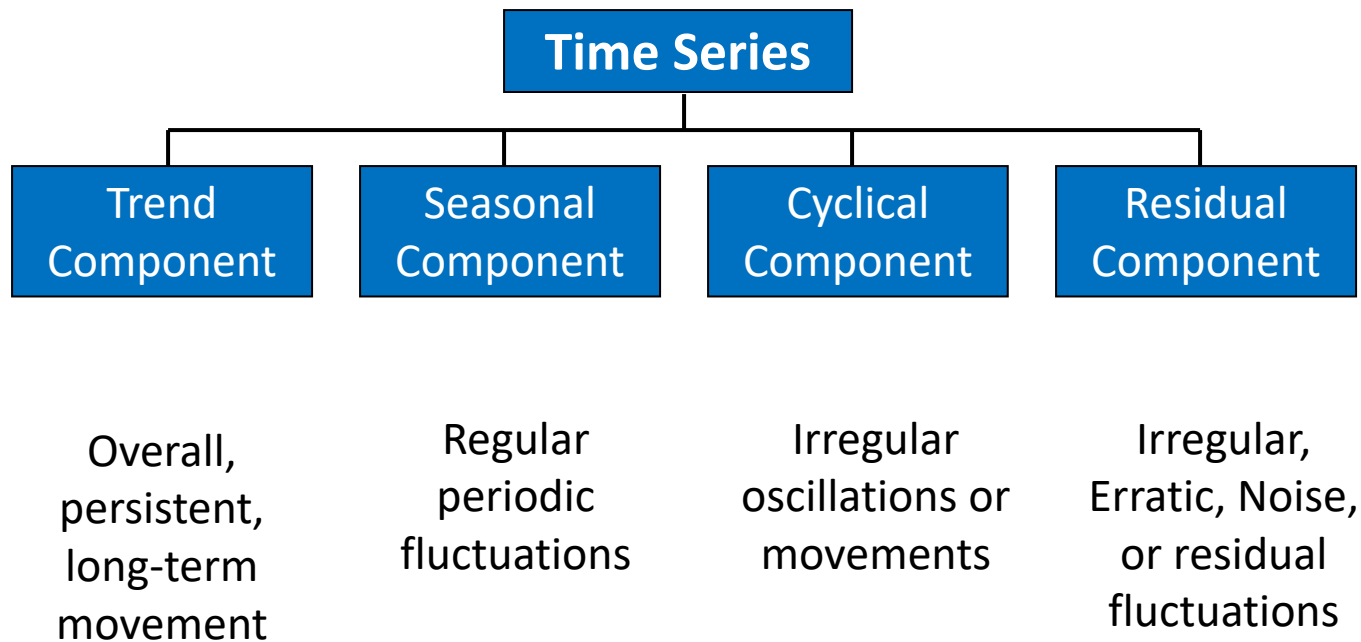 Time Series
Trend
Component
Seasonal
Component
Cyclical
Component
Residual
Component
Overall,
persistent,
long-term
movement
Regular
periodic
fluctuations
Irregular
oscillations or
movements
Irregular,
Erratic, Noise,
or residual
fluctuations